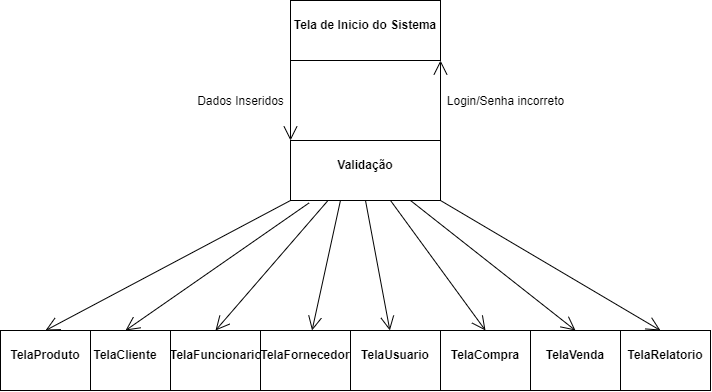 Tela de Inicio do Sistema
Dados Inseridos
Login/Senha incorreto
Validação
TelaProduto
TelaCliente
TelaFuncionario
TelaFornecedor
TelaUsuario
TelaCompra
TelaVenda
TelaRelatorio